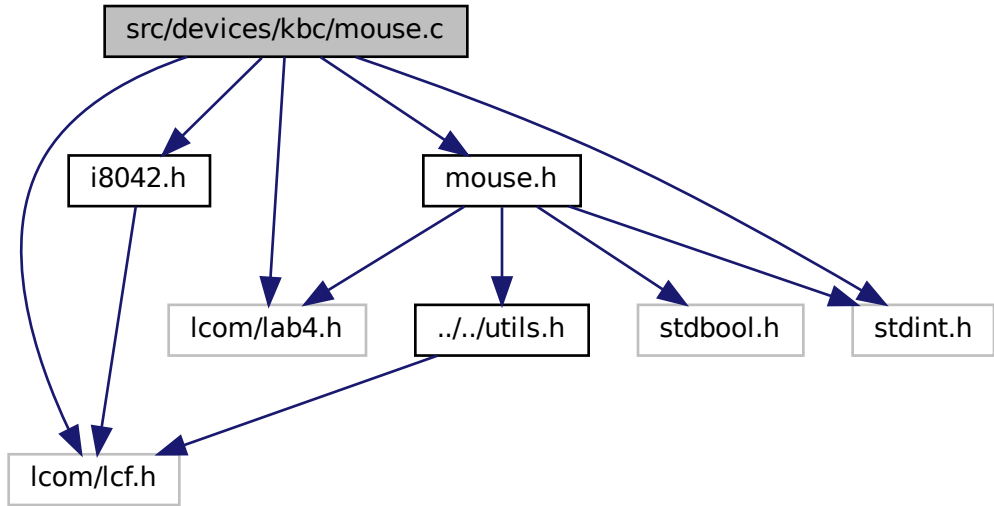 src/devices/kbc/mouse.c
i8042.h
mouse.h
lcom/lab4.h
../../utils.h
stdbool.h
stdint.h
lcom/lcf.h